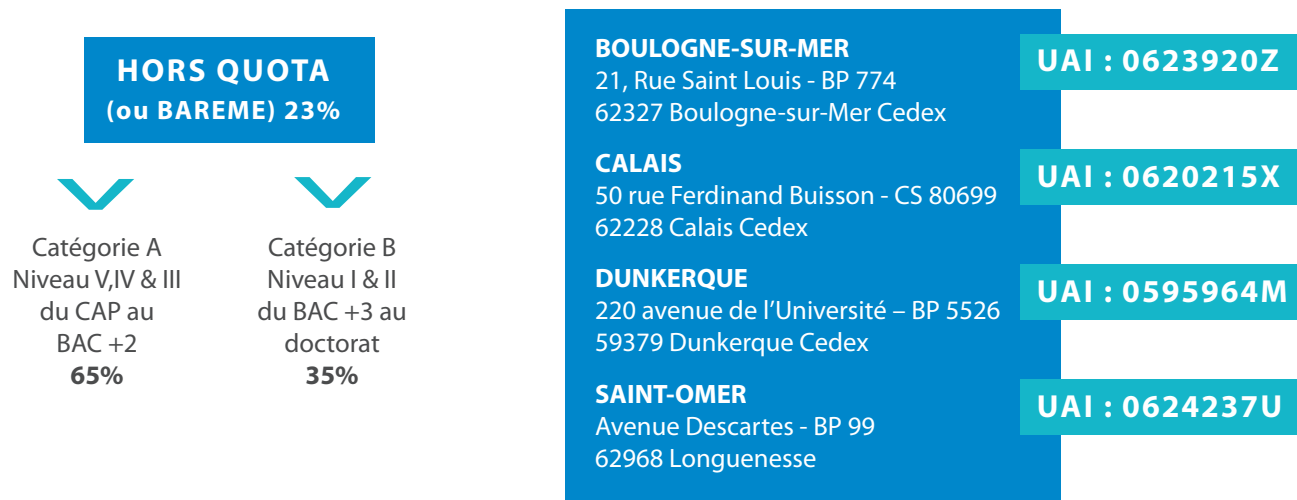 HORS QUOTA
(ou BAREME) 23%
Catégorie A
Niveau V,IV & III
du CAP au
BAC +2
65%
Catégorie B
Niveau I & II
du BAC +3 au
doctorat
35%
BOULOGNE-SUR-MER
21, Rue Saint Louis - BP 774
62327 Boulogne-sur-Mer Cedex
UAI : 0623920Z
CALAIS
50 rue Ferdinand Buisson - CS 80699
62228 Calais Cedex
UAI : 0620215X
DUNKERQUE
220 avenue de l’Université – BP 5526
59379 Dunkerque Cedex
UAI : 0595964M
SAINT-OMER
Avenue Descartes - BP 99
62968 Longuenesse
UAI : 0624237U